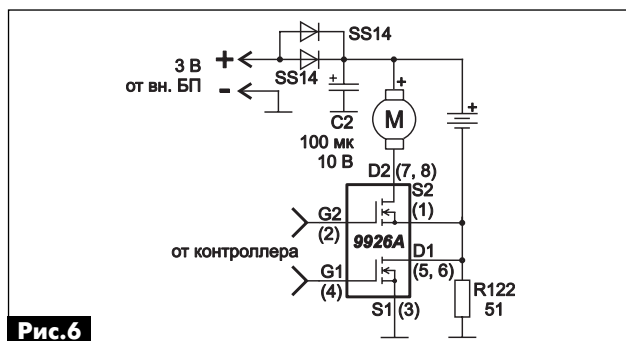 SS14
+
3 В
от вн. БП
-
SS14
+
C2
100 мк
10 В
+
M
+
D2 (7, 8)
S2
(1)
G2
(2)
9926A
D1
(5, 6)
от контроллера
G1
(4)
S1 (3)
R122
51
Рис.6